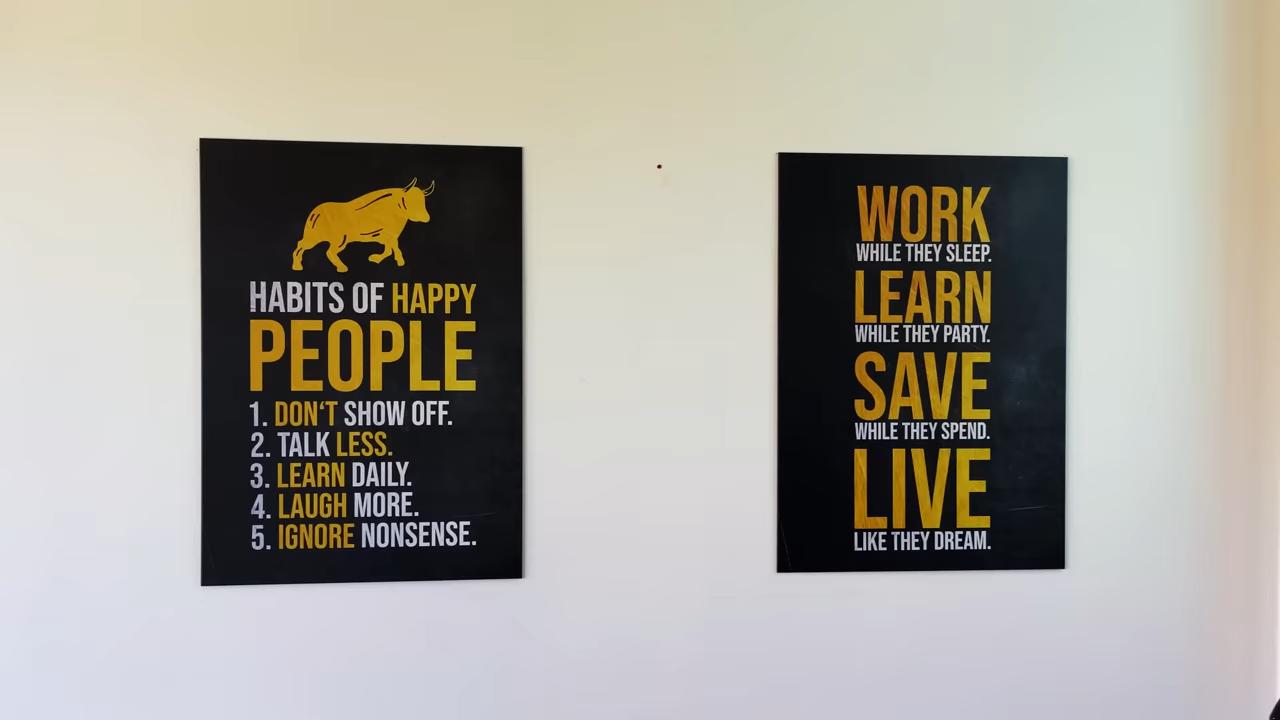 HABITS OF HAPPY
PEOPLE
1. DON‘T SHOW OFF.
2. TALK LESS.
3. LEARN DAILY.
4. LAUGH MORE.
5. IGNORE NONSENSE.
WORK
WHILE THEY SLEEP.
LEARN
WHILE THEY PARTY.
SAVE
WHILE THEY SPEND.
LIVE
LIKE THEY DREAM.